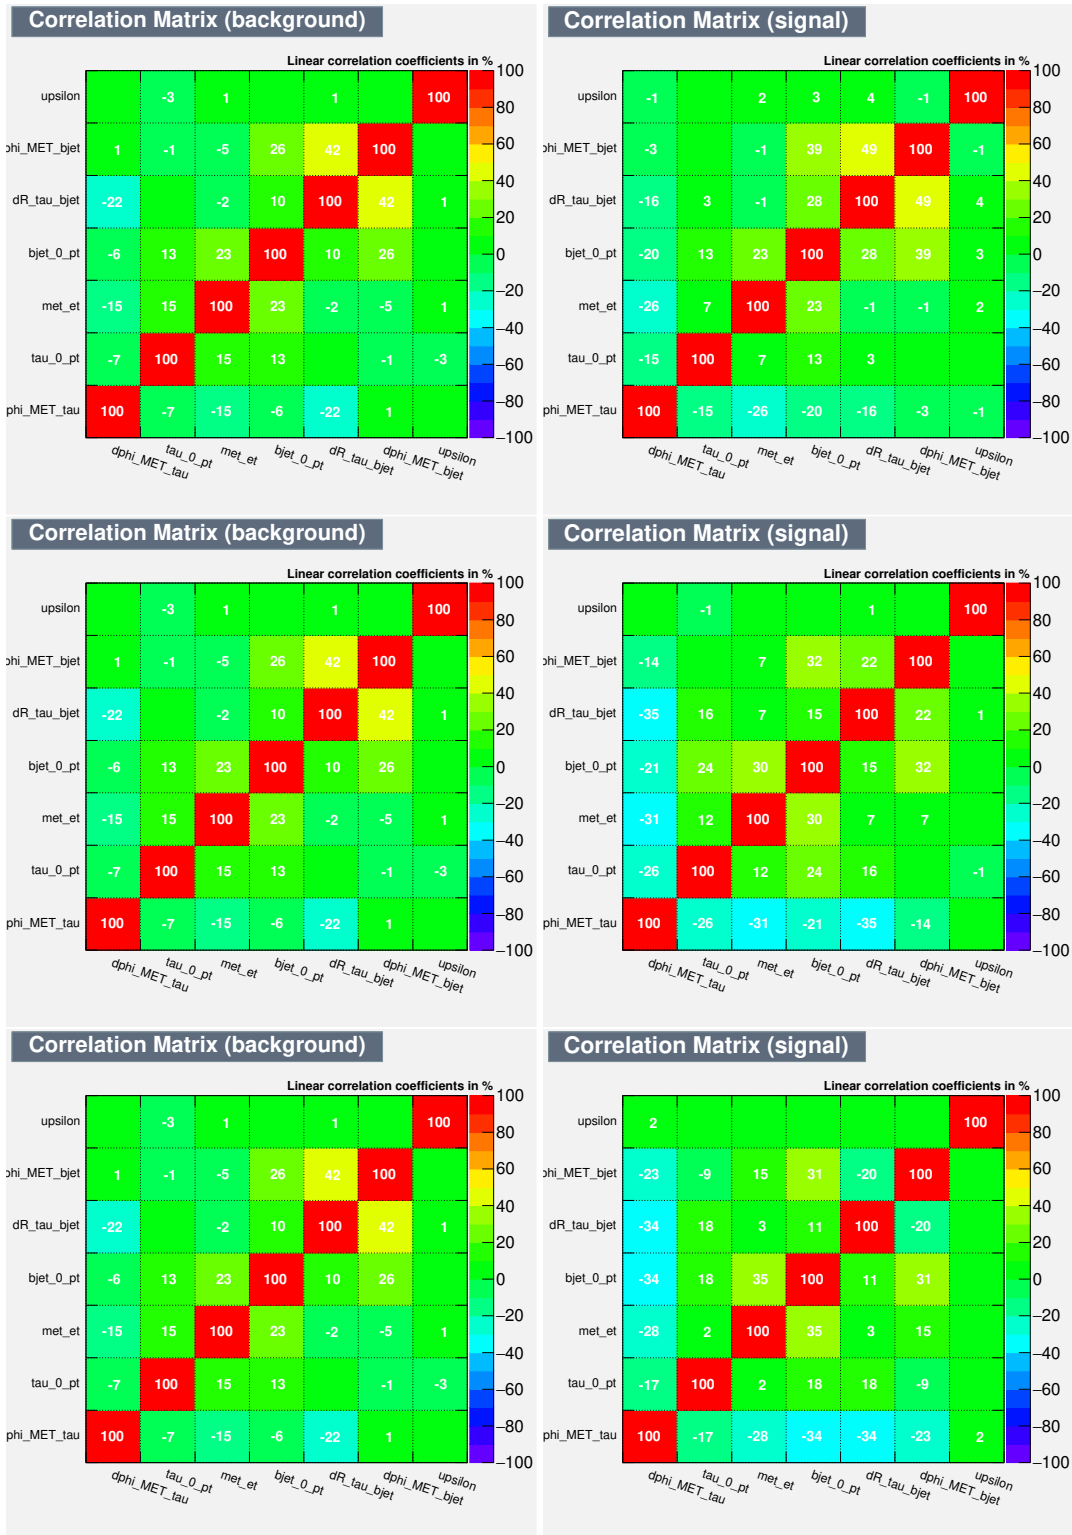 Correlation Matrix (background)
Linear correlation coefficients in %
upsilon -3 1 1 100
phi_MET_bjet 1 -1 -5 26 42 100
dR_tau_bjet -22 -2 10 100 42 1
bjet_0_pt -6 13 23 100 10 26
met_et -15 15 100 23 -2 -5 1
tau_0_pt -7 100 15 13 -1 -3
phi_MET_tau 100 -7 -15 -6 -22 1
dphi_MET_tau tau_0_pt met_et bjet_0_pt dR_tau_bjet dphi_MET_bjet upsilon
100
80
60
40
20
0
−20
−40
−60
−80
−100
Correlation Matrix (signal)
Linear correlation coefficients in %
upsilon -1 2 3 4 -1 100
phi_MET_bjet -3 -1 39 49 100 -1
dR_tau_bjet -16 3 -1 28 100 49 4
bjet_0_pt -20 13 23 100 28 39 3
met_et -26 7 100 23 -1 -1 2
tau_0_pt -15 100 7 13 3
phi_MET_tau 100 -15 -26 -20 -16 -3 -1
dphi_MET_tau tau_0_pt met_et bjet_0_pt dR_tau_bjet dphi_MET_bjet upsilon
100
80
60
40
20
0
−20
−40
−60
−80
−100
Correlation Matrix (background)
Linear correlation coefficients in %
upsilon -3 1 1 100
phi_MET_bjet 1 -1 -5 26 42 100
dR_tau_bjet -22 -2 10 100 42 1
bjet_0_pt -6 13 23 100 10 26
met_et -15 15 100 23 -2 -5 1
tau_0_pt -7 100 15 13 -1 -3
phi_MET_tau 100 -7 -15 -6 -22 1
dphi_MET_tau tau_0_pt met_et bjet_0_pt dR_tau_bjet dphi_MET_bjet upsilon
100
80
60
40
20
0
−20
−40
−60
−80
−100
Correlation Matrix (signal)
Linear correlation coefficients in %
upsilon -1 1 100
phi_MET_bjet -14 7 32 22 100
dR_tau_bjet -35 16 7 15 100 22 1
bjet_0_pt -21 24 30 100 15 32
met_et -31 12 100 30 7 7
tau_0_pt -26 100 12 24 16 -1
phi_MET_tau 100 -26 -31 -21 -35 -14
dphi_MET_tau tau_0_pt met_et bjet_0_pt dR_tau_bjet dphi_MET_bjet upsilon
100
80
60
40
20
0
−20
−40
−60
−80
−100
Correlation Matrix (background)
Linear correlation coefficients in %
upsilon -3 1 1 100
phi_MET_bjet 1 -1 -5 26 42 100
dR_tau_bjet -22 -2 10 100 42 1
bjet_0_pt -6 13 23 100 10 26
met_et -15 15 100 23 -2 -5 1
tau_0_pt -7 100 15 13 -1 -3
phi_MET_tau 100 -7 -15 -6 -22 1
dphi_MET_tau tau_0_pt met_et bjet_0_pt dR_tau_bjet dphi_MET_bjet upsilon
100
80
60
40
20
0
−20
−40
−60
−80
−100
Correlation Matrix (signal)
Linear correlation coefficients in %
upsilon 2 100
phi_MET_bjet -23 -9 15 31 -20 100
dR_tau_bjet -34 18 3 11 100 -20
bjet_0_pt -34 18 35 100 11 31
met_et -28 2 100 35 3 15
tau_0_pt -17 100 2 18 18 -9
phi_MET_tau 100 -17 -28 -34 -34 -23 2
dphi_MET_tau tau_0_pt met_et bjet_0_pt dR_tau_bjet dphi_MET_bjet upsilon
100
80
60
40
20
0
−20
−40
−60
−80
−100